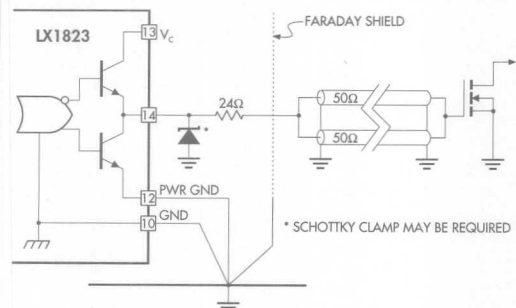 LX1823
13 Vc
FARADAY SHIELD
14
*
24Ω
50Ω
50Ω
12 PWR GND
10 GND
* SCHOTTKY CLAMP MAY BE REQUIRED